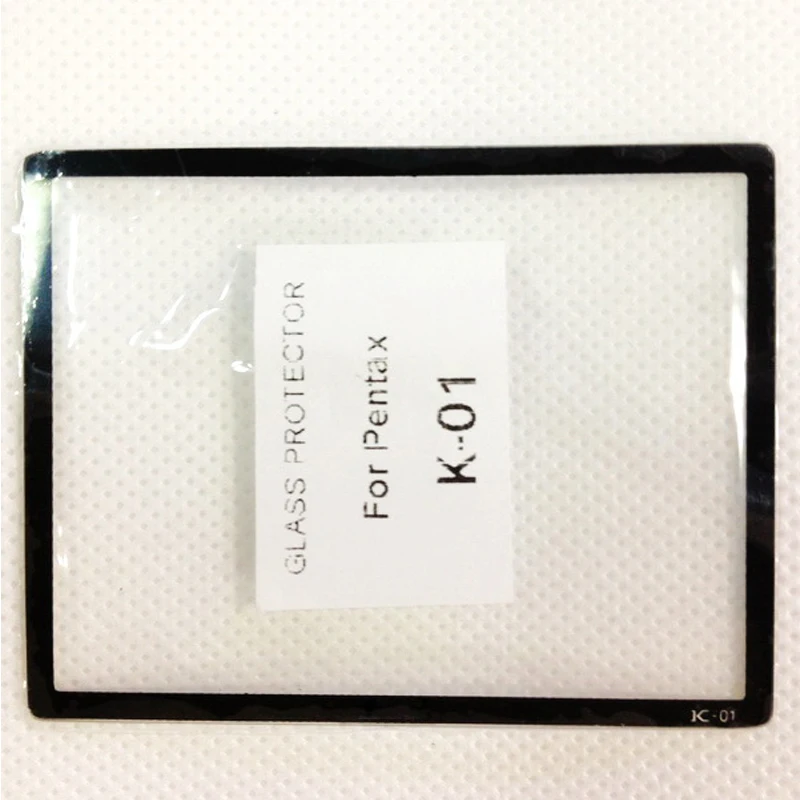 GLASS PROTECTOR
For Pentax
K-01
K-01